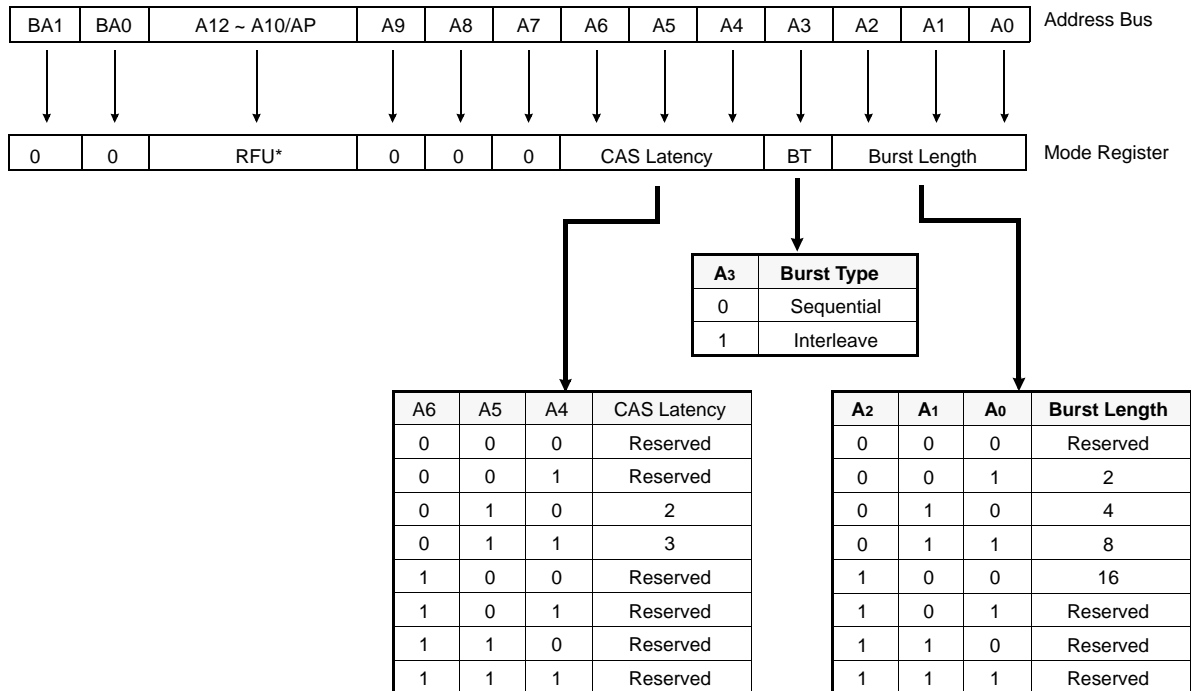 BA1 BA0 A12 ~ A10/AP A9 A8 A7 A6 A5 A4 A3 A2 A1 A0 Address Bus
0 0 RFU* 0 0 0 CAS Latency BT Burst Length Mode Register
A3 Burst Type
0 Sequential
1 Interleave
A6 A5 A4 CAS Latency
0 0 0 Reserved
0 0 1 Reserved
0 1 0 2
0 1 1 3
1 0 0 Reserved
1 0 1 Reserved
1 1 0 Reserved
1 1 1 Reserved
A2 A1 A0 Burst Length
0 0 0 Reserved
0 0 1 2
0 1 0 4
0 1 1 8
1 0 0 16
1 0 1 Reserved
1 1 0 Reserved
1 1 1 Reserved